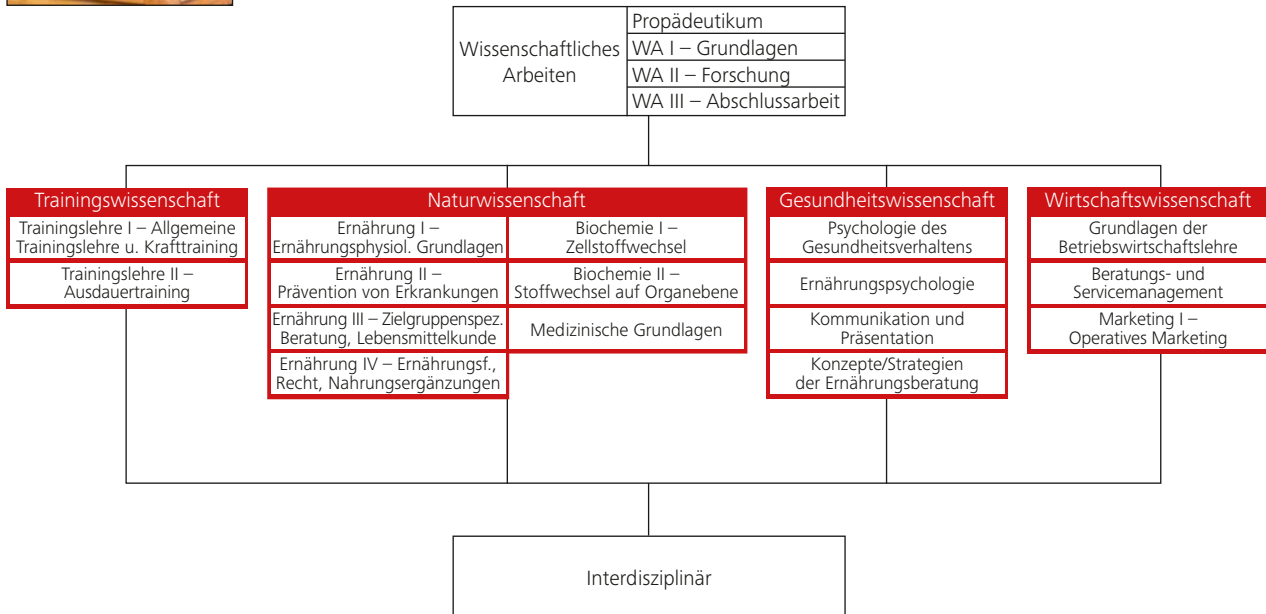 Wissenschaftliches
Arbeiten
Propädeutikum
WA I – Grundlagen
WA II – Forschung
WA III – Abschlussarbeit
Trainingswissenschaft
Trainingslehre I – Allgemeine
Trainingslehre u. Krafttraining
Trainingslehre II –
Ausdauertraining
Naturwissenschaft
Ernährung I –
Ernährungsphysiol. Grundlagen
Ernährung II –
Prävention von Erkrankungen
Ernährung III – Zielgruppenspez.
Beratung, Lebensmittelkunde
Ernährung IV – Ernährungsf.,
Recht, Nahrungsergänzungen
Biochemie I –
Zellstoffwechsel
Biochemie II –
Stoffwechsel auf Organebene
Medizinische Grundlagen
Gesundheitswissenschaft
Psychologie des
Gesundheitsverhaltens
Ernährungspsychologie
Kommunikation und
Präsentation
Konzepte/Strategien
der Ernährungsberatung
Wirtschaftswissenschaft
Grundlagen der
Betriebswirtschaftslehre
Beratungs- und
Servicemanagement
Marketing I –
Operatives Marketing
Interdisziplinär